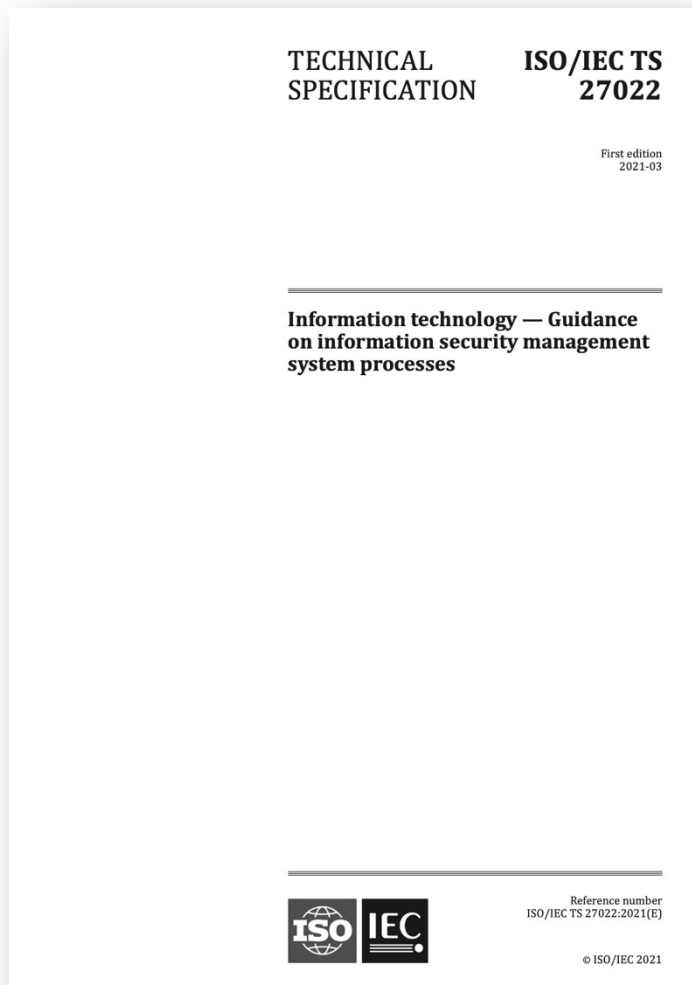 TECHNICAL
SPECIFICATION
ISO/IEC TS
27022
First edition
2021-03
Information technology — Guidance
on information security management
system processes
ISO
IEC
Reference number
ISO/IEC TS 27022:2021(E)
© ISO/IEC 2021